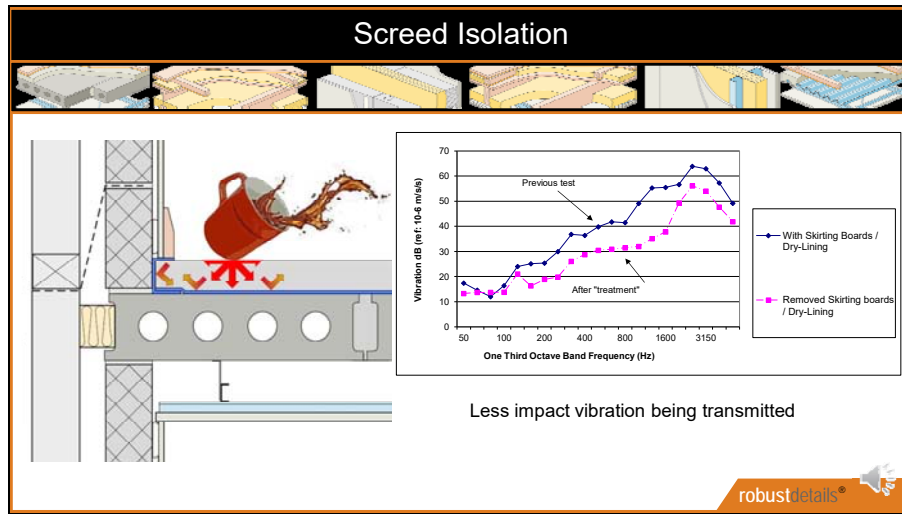 Screed Isolation
70
60
50
40
30
20
10
0
Vibration dB (ref: 10-6 m/s/s)
Previous test
After "treatment"
50
100
200
400
800
1600
3150
One Third Octave Band Frequency (Hz)
With Skirting Boards /
Dry-Lining
Removed Skirting boards
/ Dry-Lining
Less impact vibration being transmitted
robustdetails®